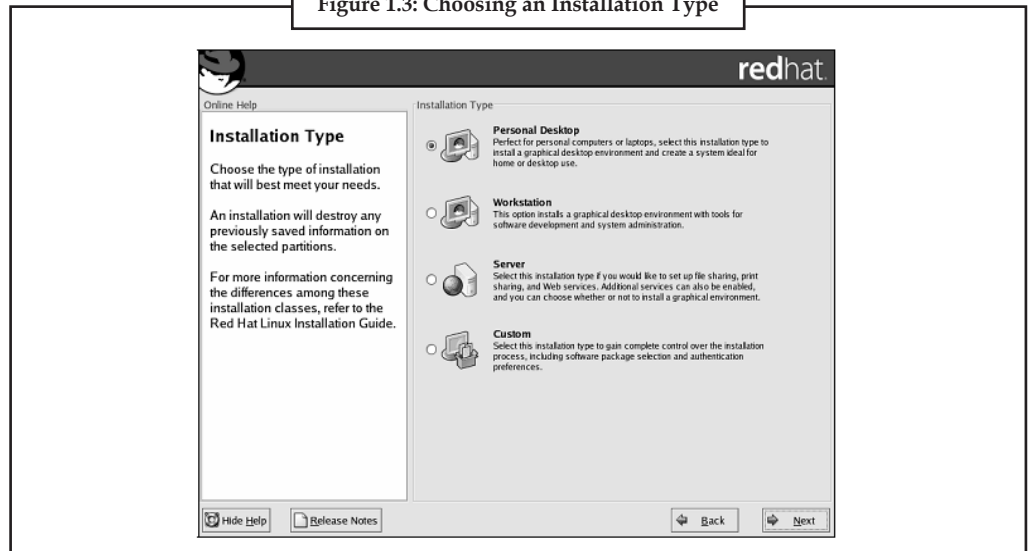 Figure 1.3: Choosing an Installation Type
redhat.
Online Help
Installation Type
Choose the type of installation
that will best meet your needs.
An installation will destroy any
previously saved information on
the selected partitions.
For more information concerning
the differences among these
installation classes, refer to the
Red Hat Linux Installation Guide.
Installation Type
Personal Desktop
Perfect for personal computers or laptops, select this installation type to
install a graphical desktop environment and create a system ideal for
home or desktop use.
Workstation
This option installs a graphical desktop environment with tools for
software development and system administration.
Server
Select this installation type if you would like to set up file sharing, print
sharing, and Web services. Additional services can also be enabled,
and you can choose whether or not to install a graphical environment.
Custom
Select this installation type to gain complete control over the installation
process, including software package selection and authentication
preferences.
Hide Help
Release Notes
Back
Next